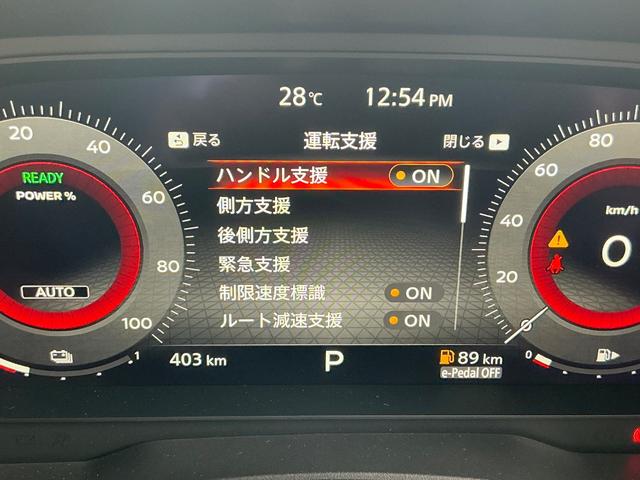 28℃ 12:54 PM
戻る 運転支援 閉じる
ハンドル支援 ON
側方支援
後側方支援
緊急支援
制限速度標識 ON
ルート減速支援 ON
20
40
60
80
100
READY
POWER %
AUTO
1
80
60
40
20
0
km/h
0
403 km P 89 km
e-Pedal OFF
0